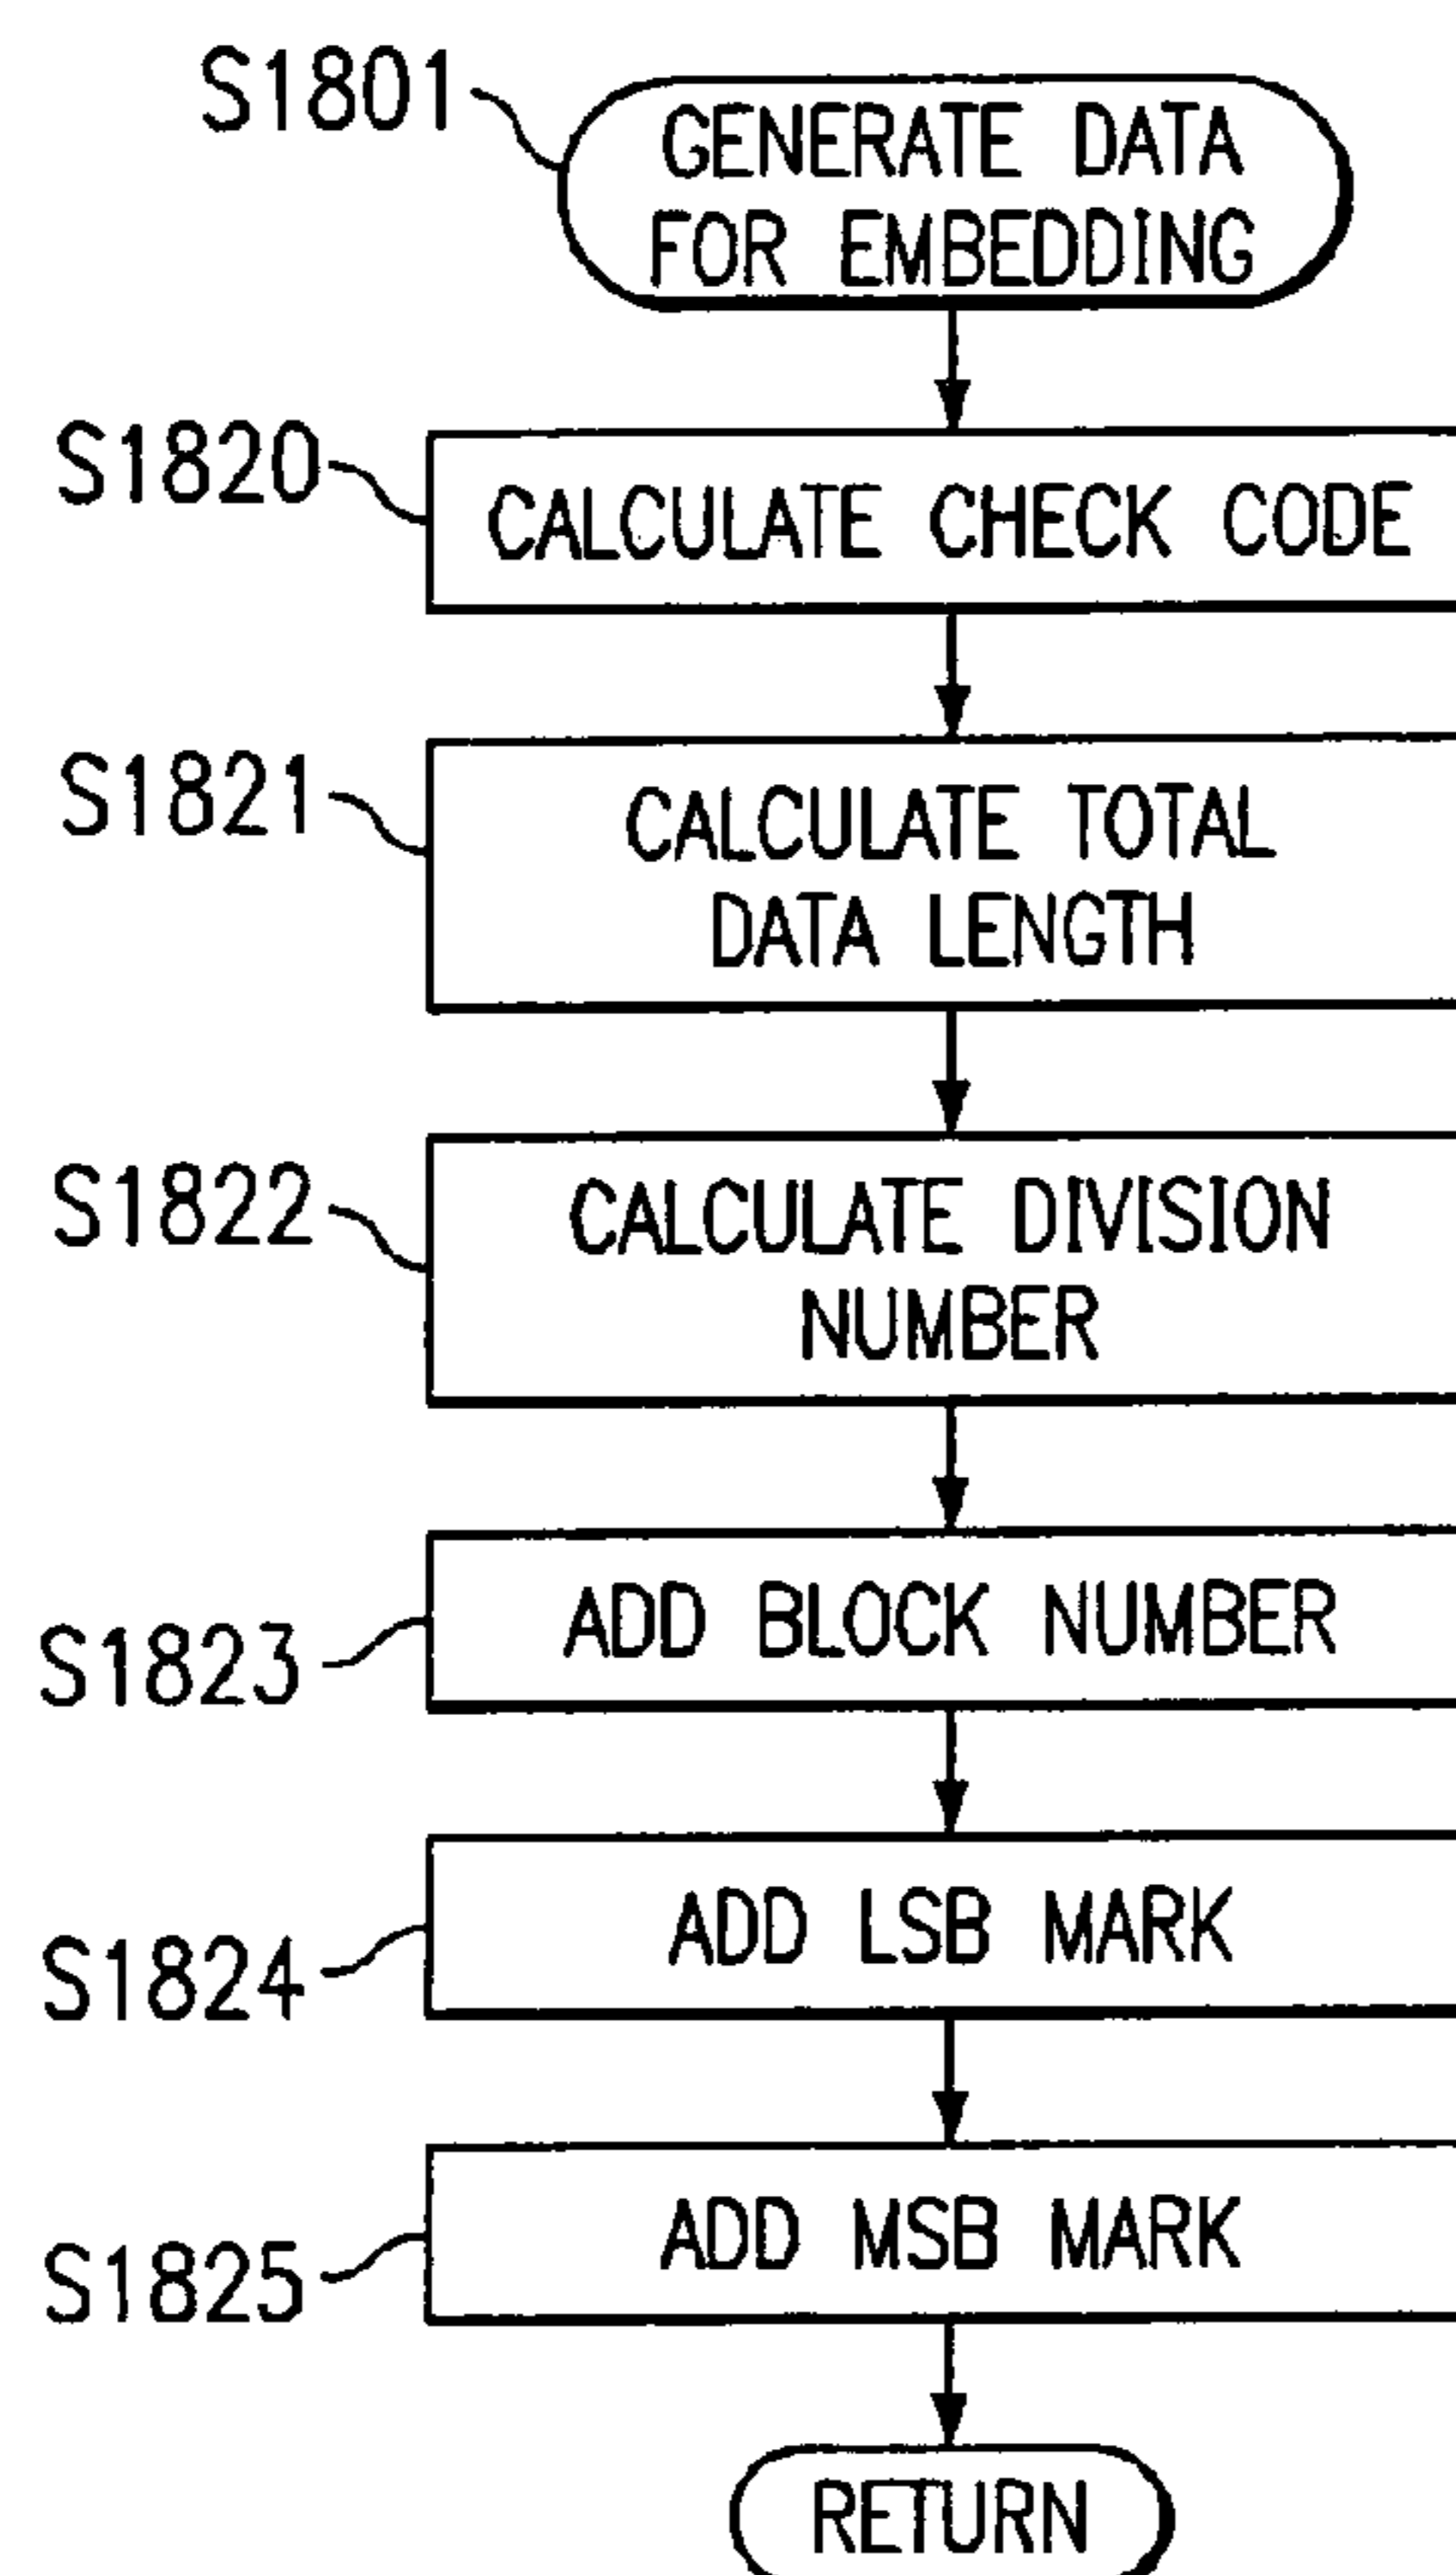 S1801
GENERATE DATA
FOR EMBEDDING
S1820
CALCULATE CHECK CODE
S1821
CALCULATE TOTAL
DATA LENGTH
S1822
CALCULATE DIVISION
NUMBER
S1823
ADD BLOCK NUMBER
S1824
ADD LSB MARK
S1825
ADD MSB MARK
RETURN